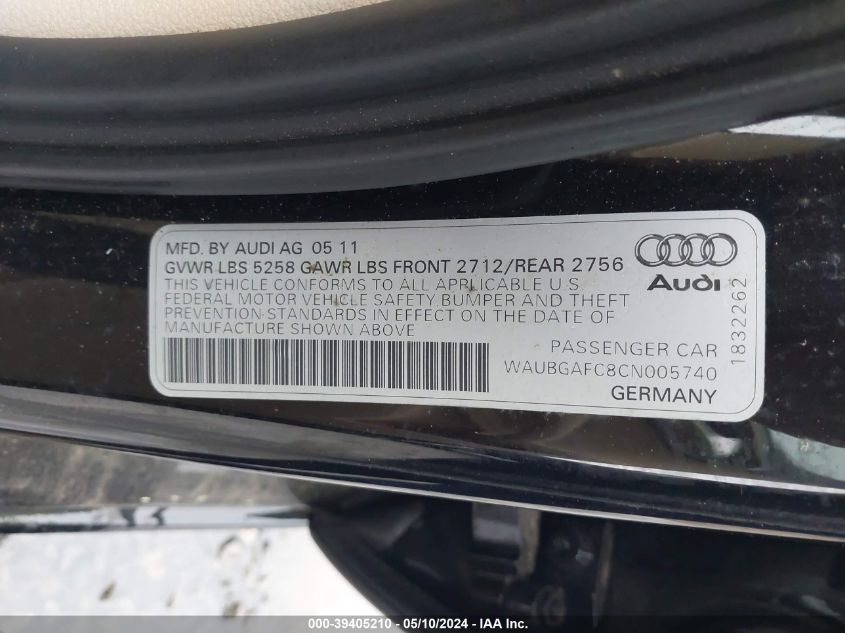 MFD. BY AUDI AG 05 11
GVWR LBS 5258 GAWR LBS FRONT 2712/REAR 2756
THIS VEHICLE CONFORMS TO ALL APPLICABLE U.S.
FEDERAL MOTOR VEHICLE SAFETY BUMPER AND THEFT
PREVENTION STANDARDS IN EFFECT ON THE DATE OF
MANUFACTURE SHOWN ABOVE
Audi
1832262
PASSENGER CAR
WAUBGAFC8CN005740
GERMANY
000-39405210 - 05/10/2024 - IAA Inc.